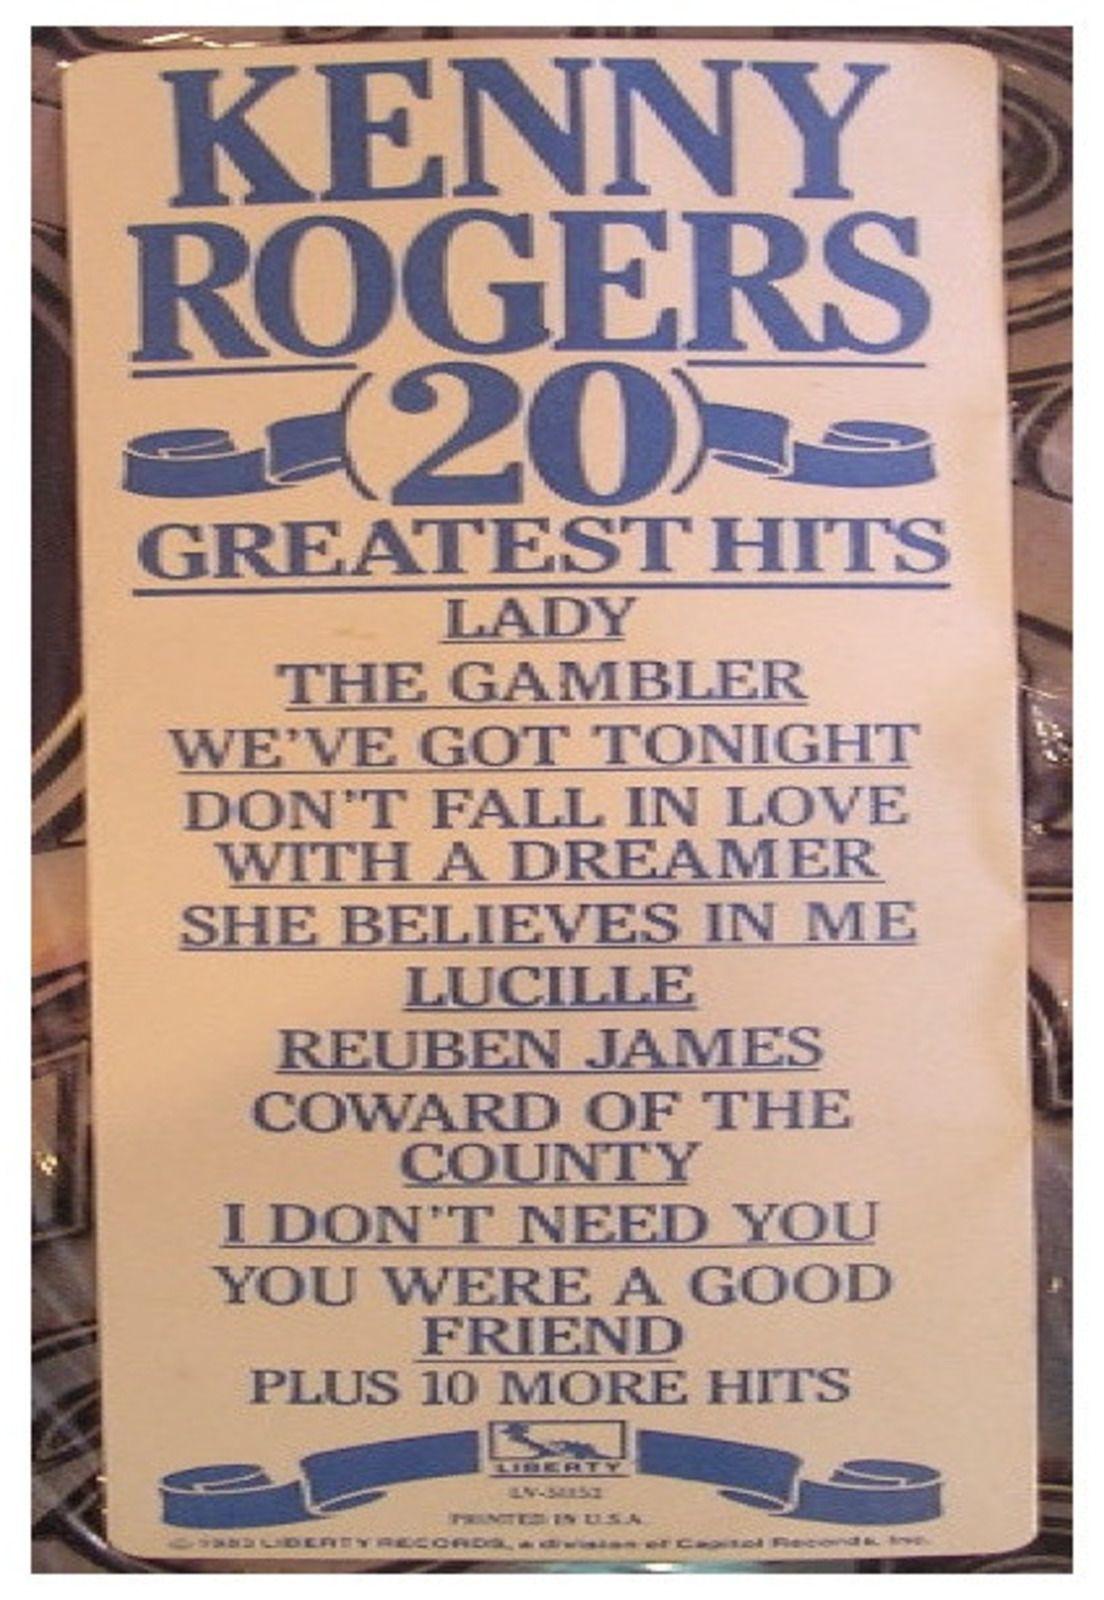 KENNY
ROGERS
(20)
GREATEST HITS
LADY
THE GAMBLER
WE'VE GOT TONIGHT
DON'T FALL IN LOVE
WITH A DREAMER
SHE BELIEVES IN ME
LUCILLE
REUBEN JAMES
COWARD OF THE
COUNTY
I DON'T NEED YOU
YOU WERE A GOOD
FRIEND
PLUS 10 MORE HITS
LIBERTY
PRINTED IN U.S.A.
© 1983 LIBERTY RECORDS, a division of Capitol Records, Inc.